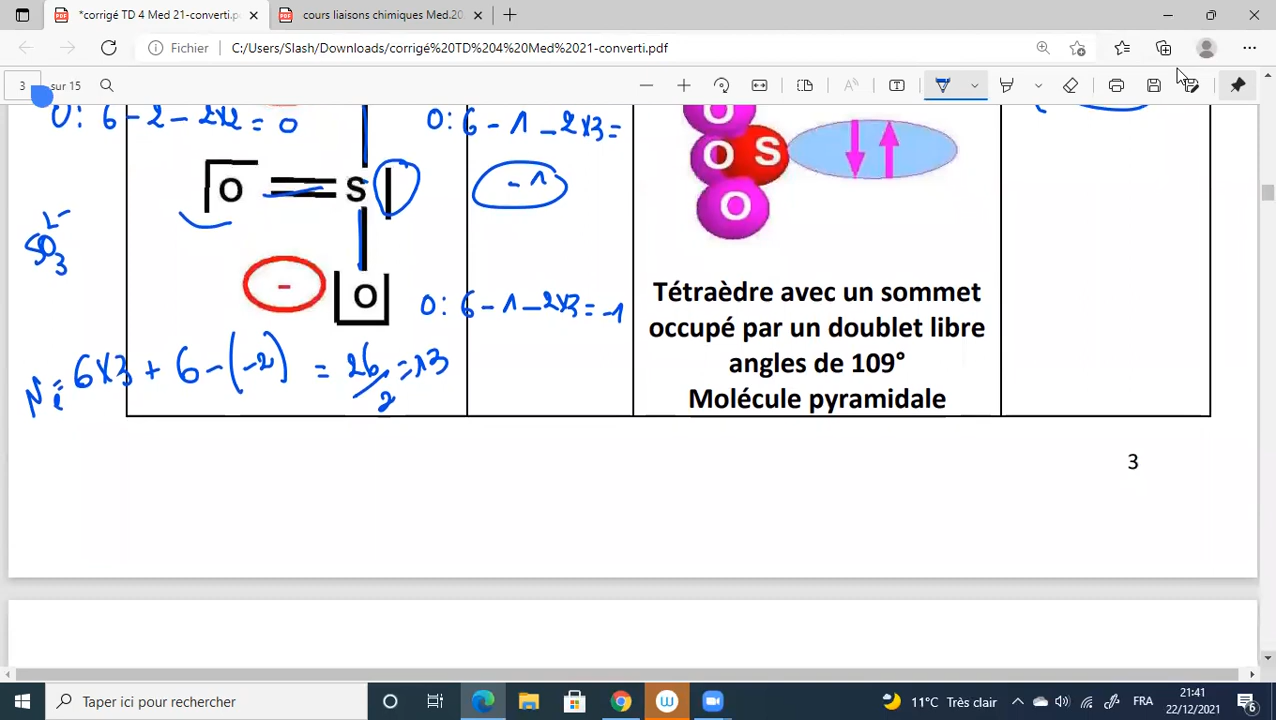 *corrigé TD 4 Med 21-converti.p
cours liaisons chimiques Med.20
Fichier
C:/Users/Slash/Downloads/corrigé%20TD%204%20Med%2021-converti.pdf
3 sur 15
O: 6 - 2 - 2x2 = 0
O: 6 - 1 - 2x3 =
- 1
O = S
SO3 2-
-
O
O: 6 - 1 - 2x3 = -1
O
O S
O
Tétraèdre avec un sommet
occupé par un doublet libre
angles de 109°
Molécule pyramidale
6x3 + 6 - (-2) = 26/2 = 13
3
Taper ici pour rechercher
W
11°C Très clair
FRA
21:41
22/12/2021
6